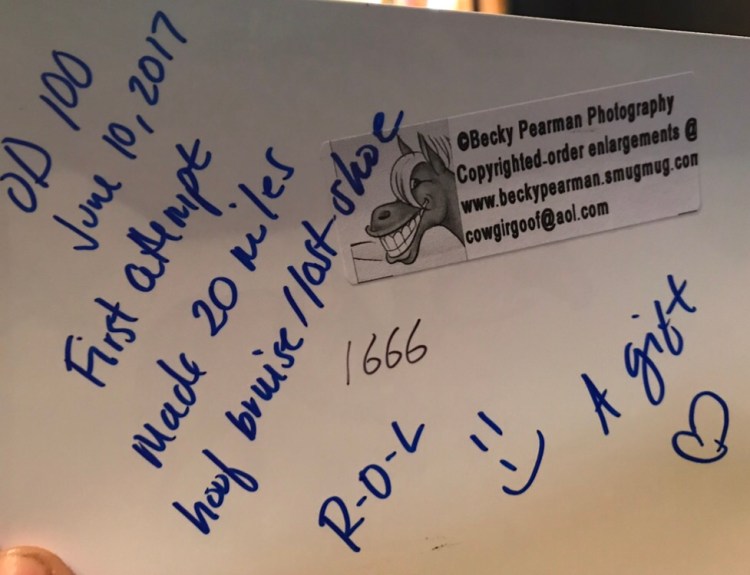 OD 100
June 10, 2017
First attempt
Made 20 miles
hoof bruise/lost shoe
©Becky Pearman Photography
Copyrighted-order enlargements @
www.beckypearman.smugmug.com
cowgirgoof@aol.com
1666
R-O-L
A gift